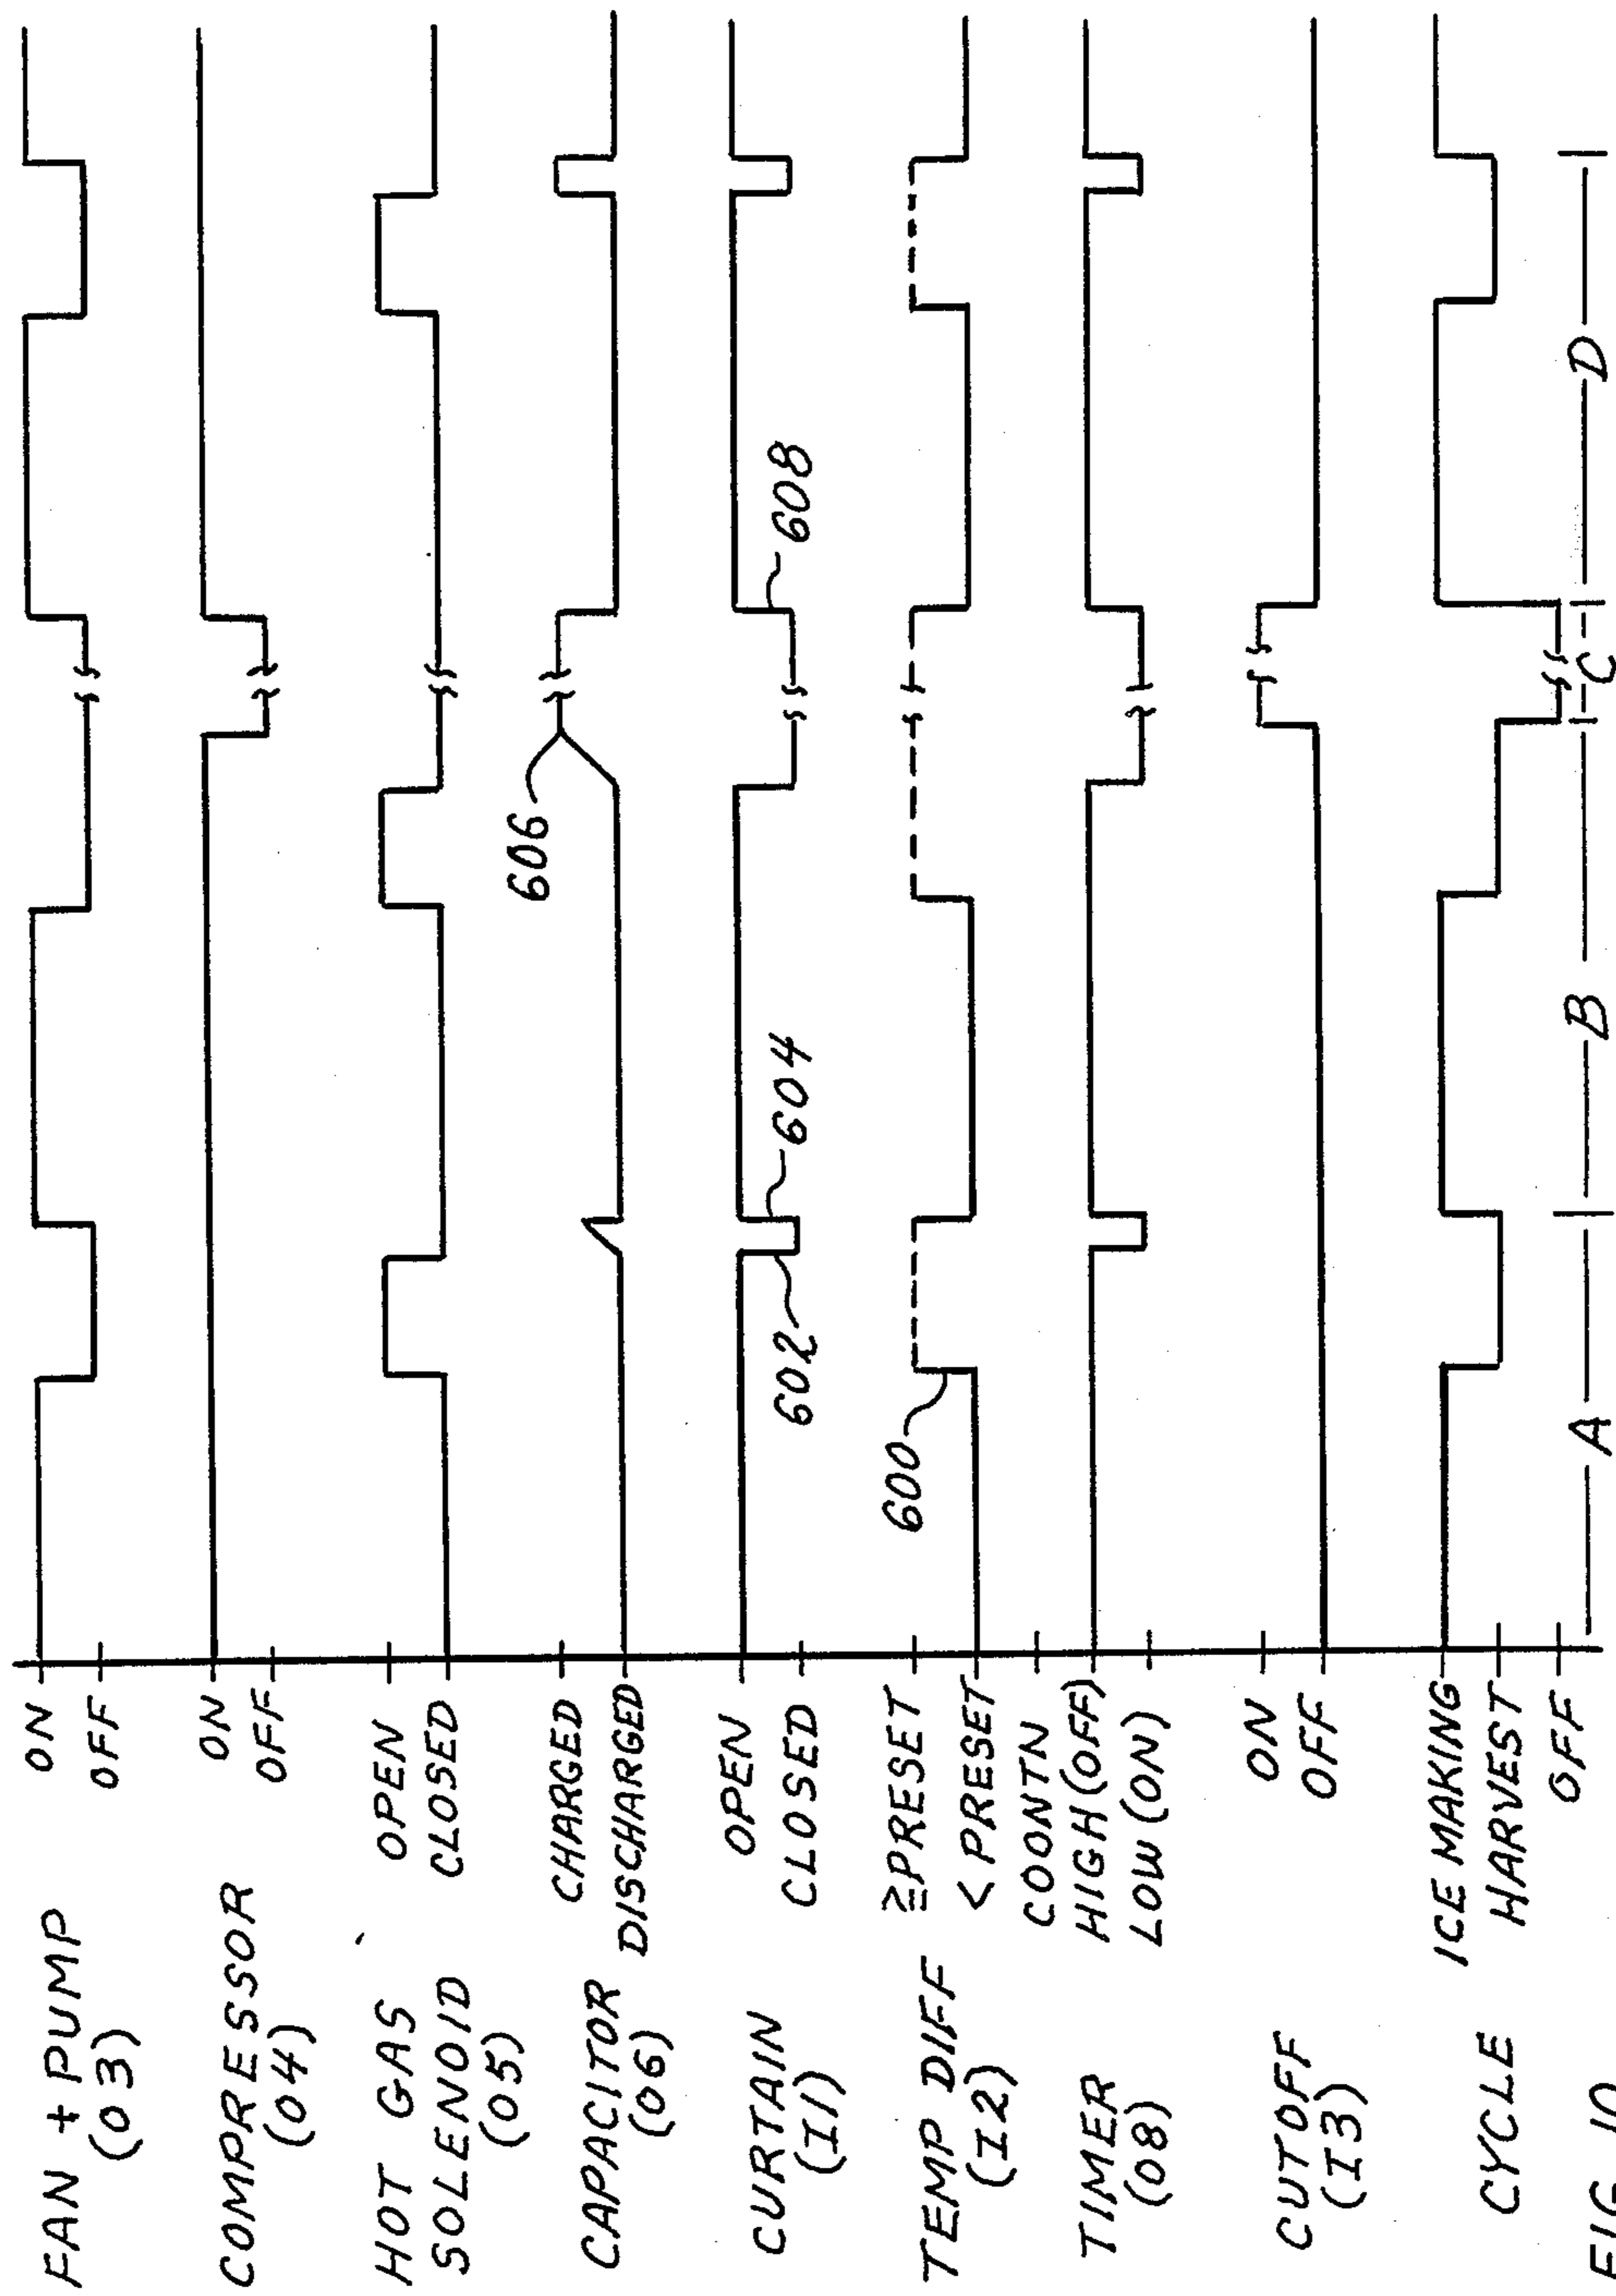 FAN + PUMP
(03)
ON
OFF
COMPRESSOR
(04)
ON
OFF
HOT GAS
SOLENOID
(05)
OPEN
CLOSED
CAPACITOR
(06)
CHARGED
DISCHARGED
606
CURTAIN
(I1)
OPEN
CLOSED
602
604
608
TEMP DIFF
(I2)
≧PRESET
< PRESET
600
TIMER
(08)
COONTN
HIGH (OFF)
LOW (ON)
CUTOFF
(I3)
ON
OFF
CYCLE
ICE MAKING
HARVEST
OFF
A
B
C
D
FIG. 10